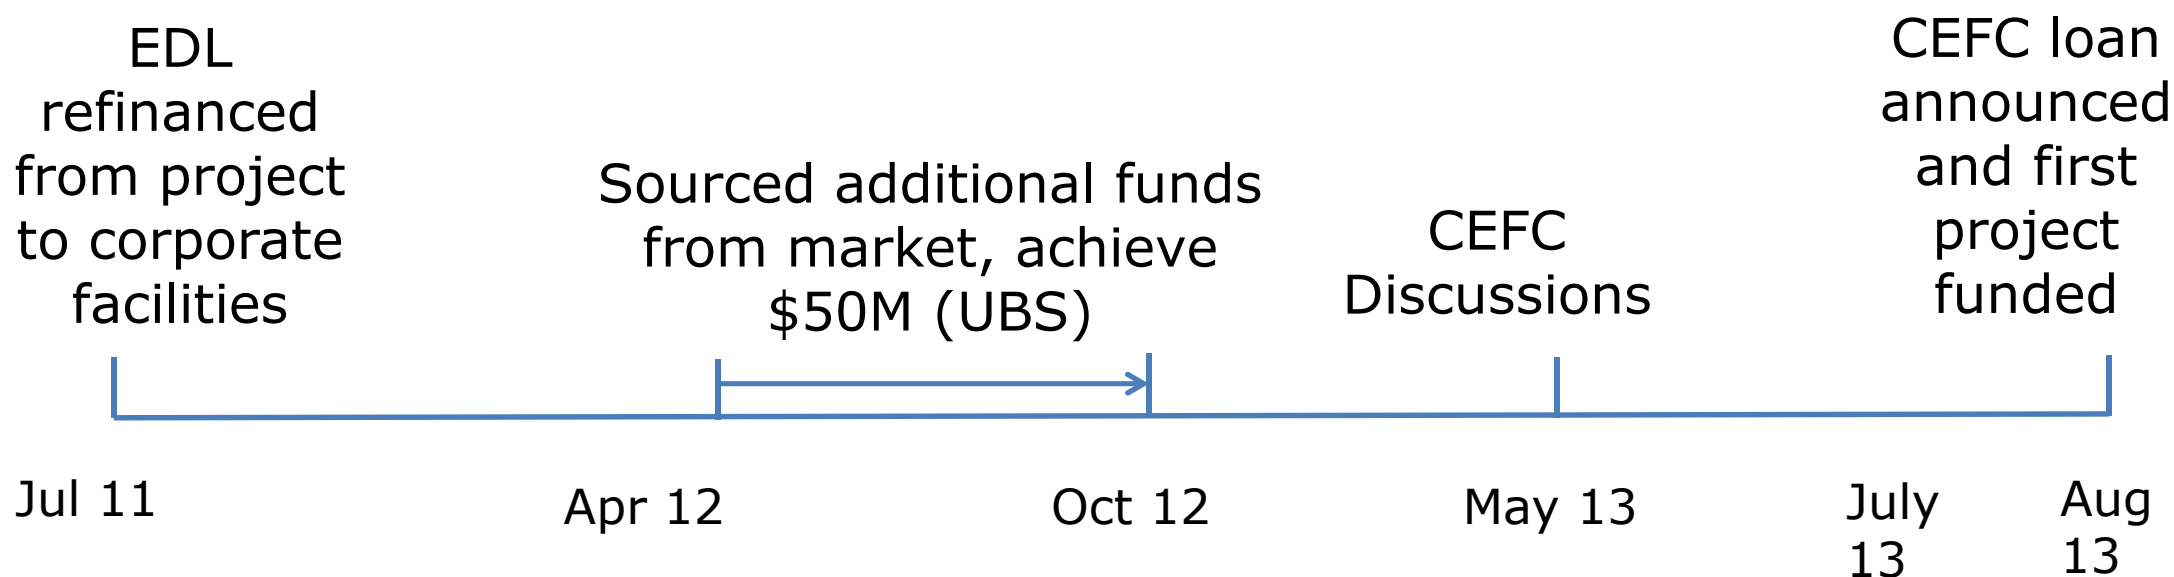 EDL
refinanced
from project
to corporate
facilities
Sourced additional funds
from market, achieve
$50M (UBS)
CEFC
Discussions
CEFC loan
announced
and first
project
funded
Jul 11
Apr 12
Oct 12
May 13
July
13
Aug
13